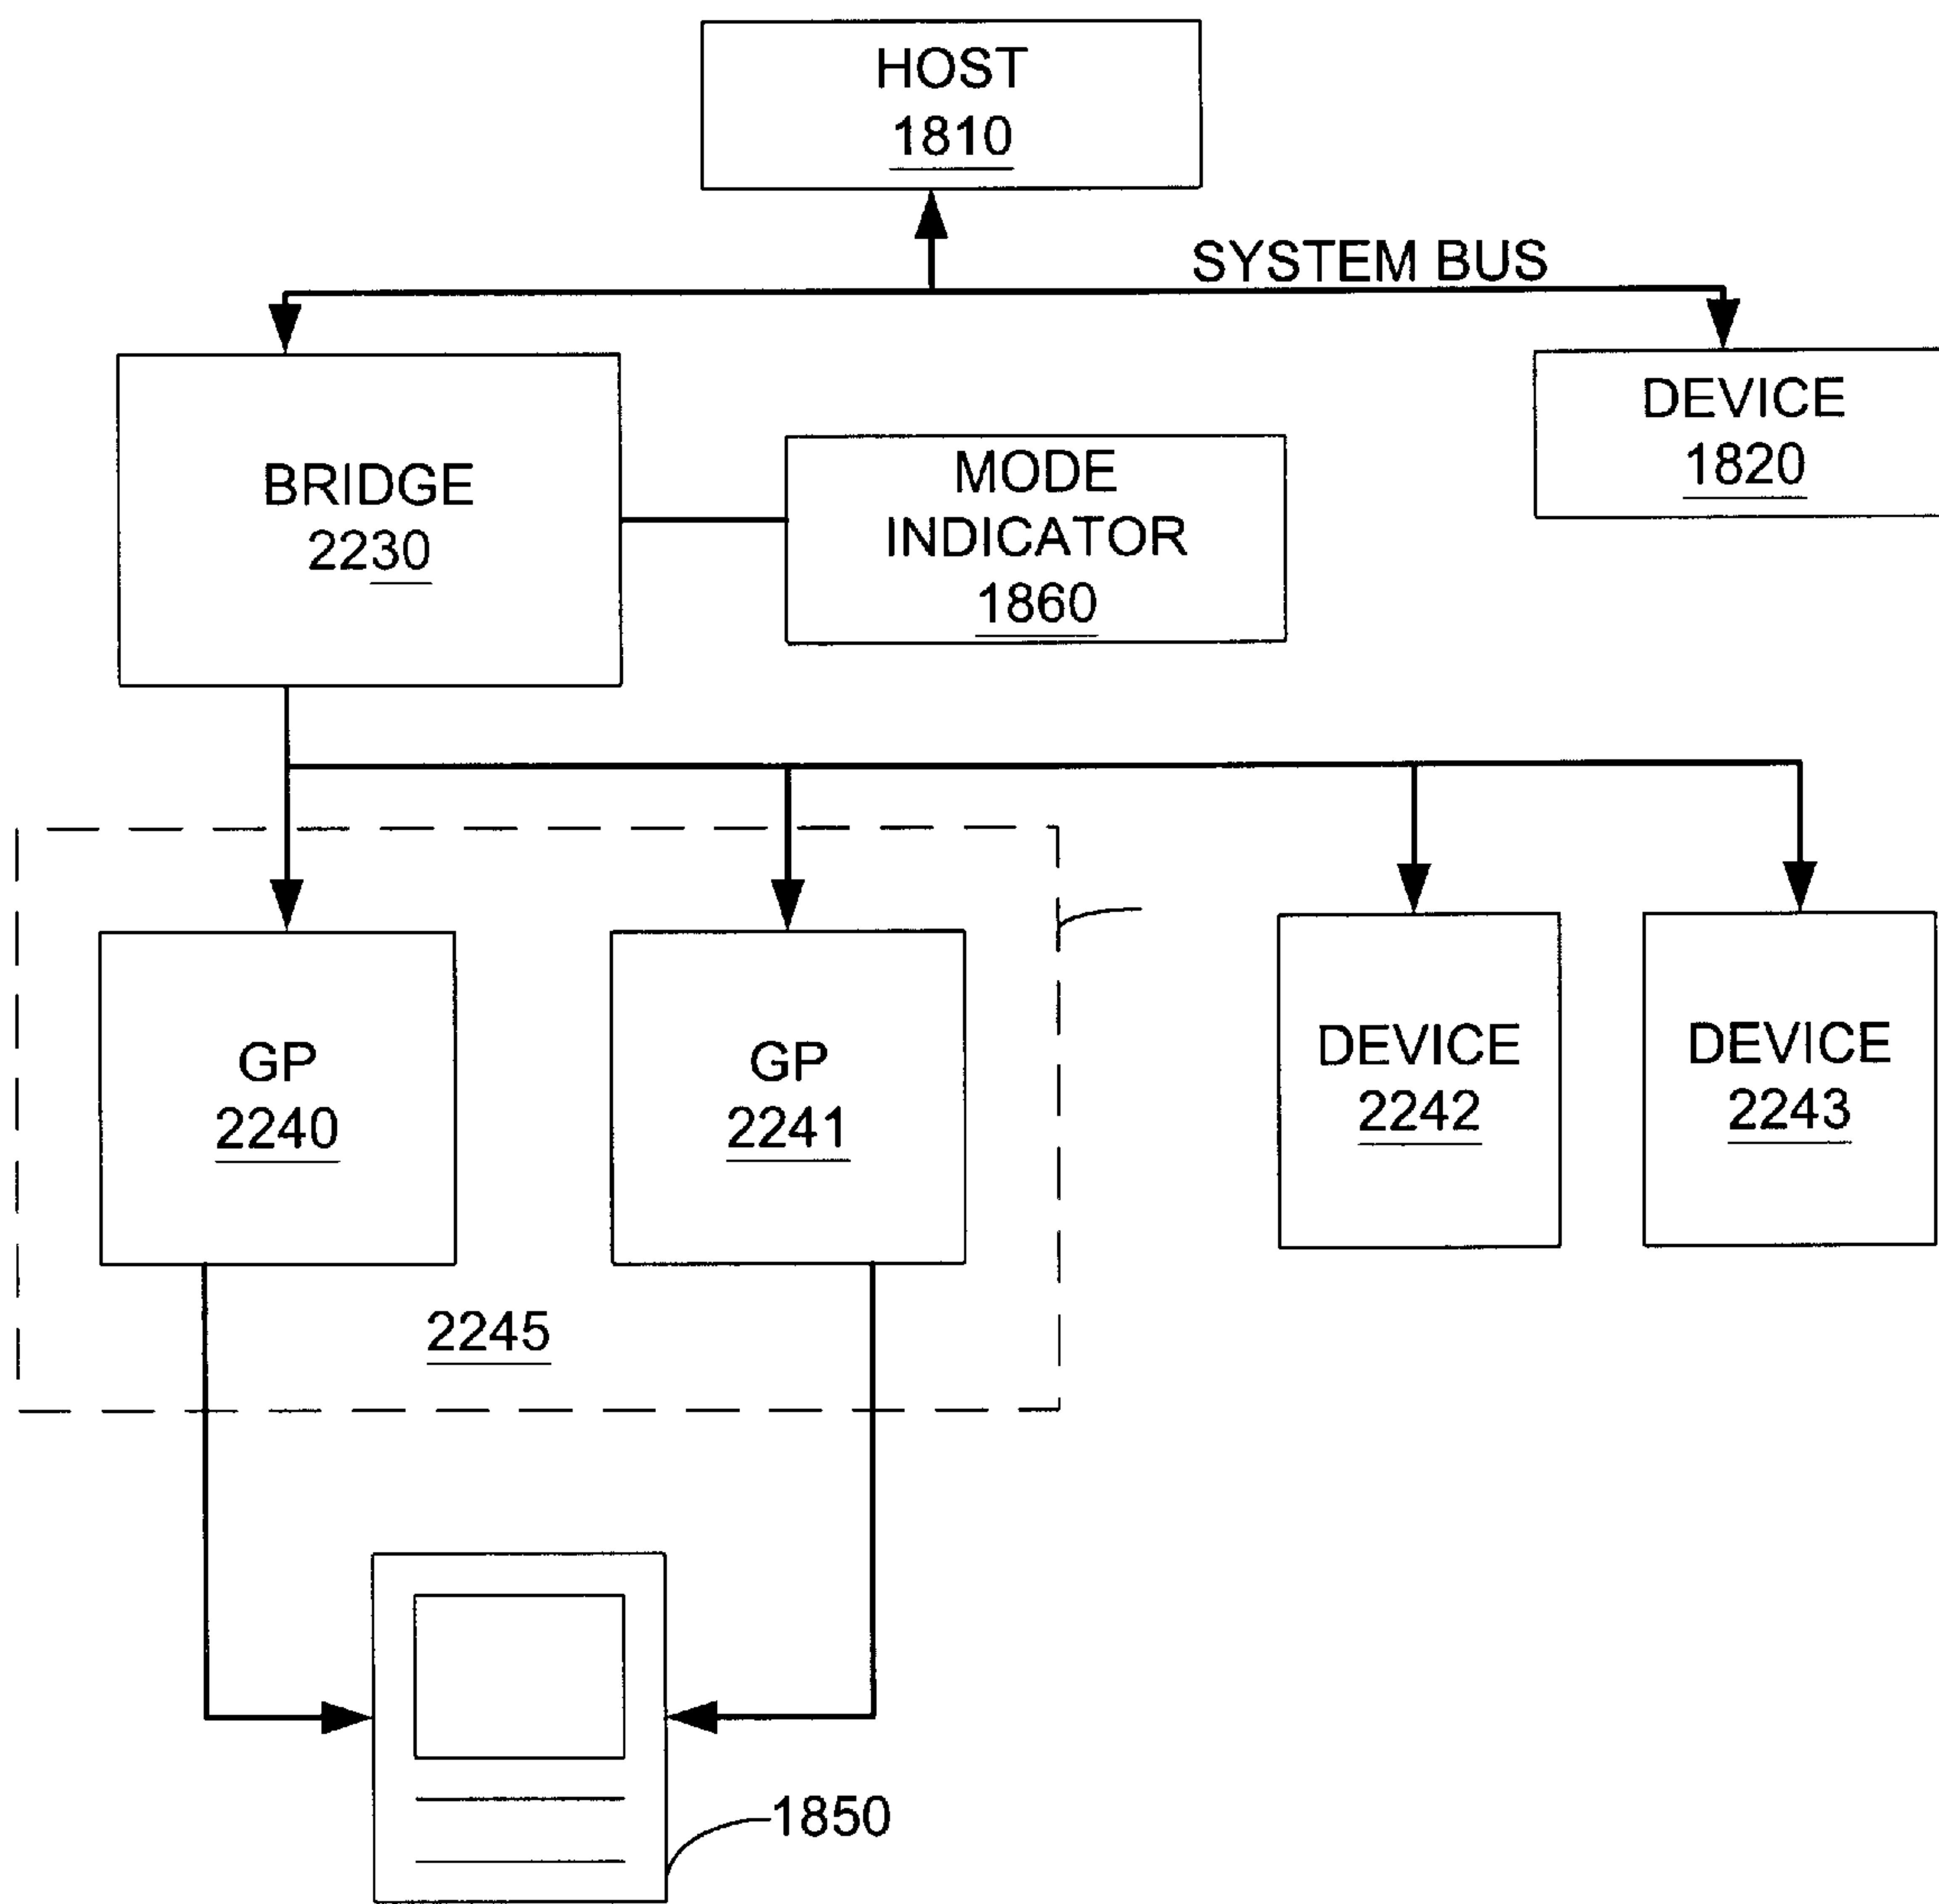 HOST
1810
SYSTEM BUS
BRIDGE
2230
MODE
INDICATOR
1860
DEVICE
1820
GP
2240
GP
2241
DEVICE
2242
DEVICE
2243
2245
1850